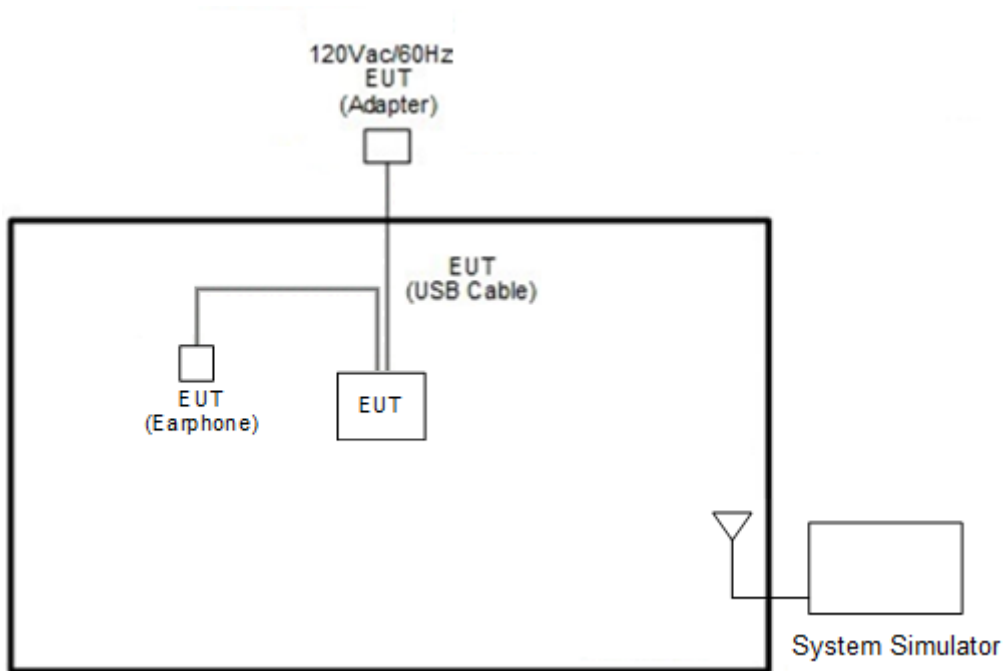 120Vac/60Hz
EUT
(Adapter)
EUT
(USB Cable)
EUT
(Earphone)
EUT
System Simulator